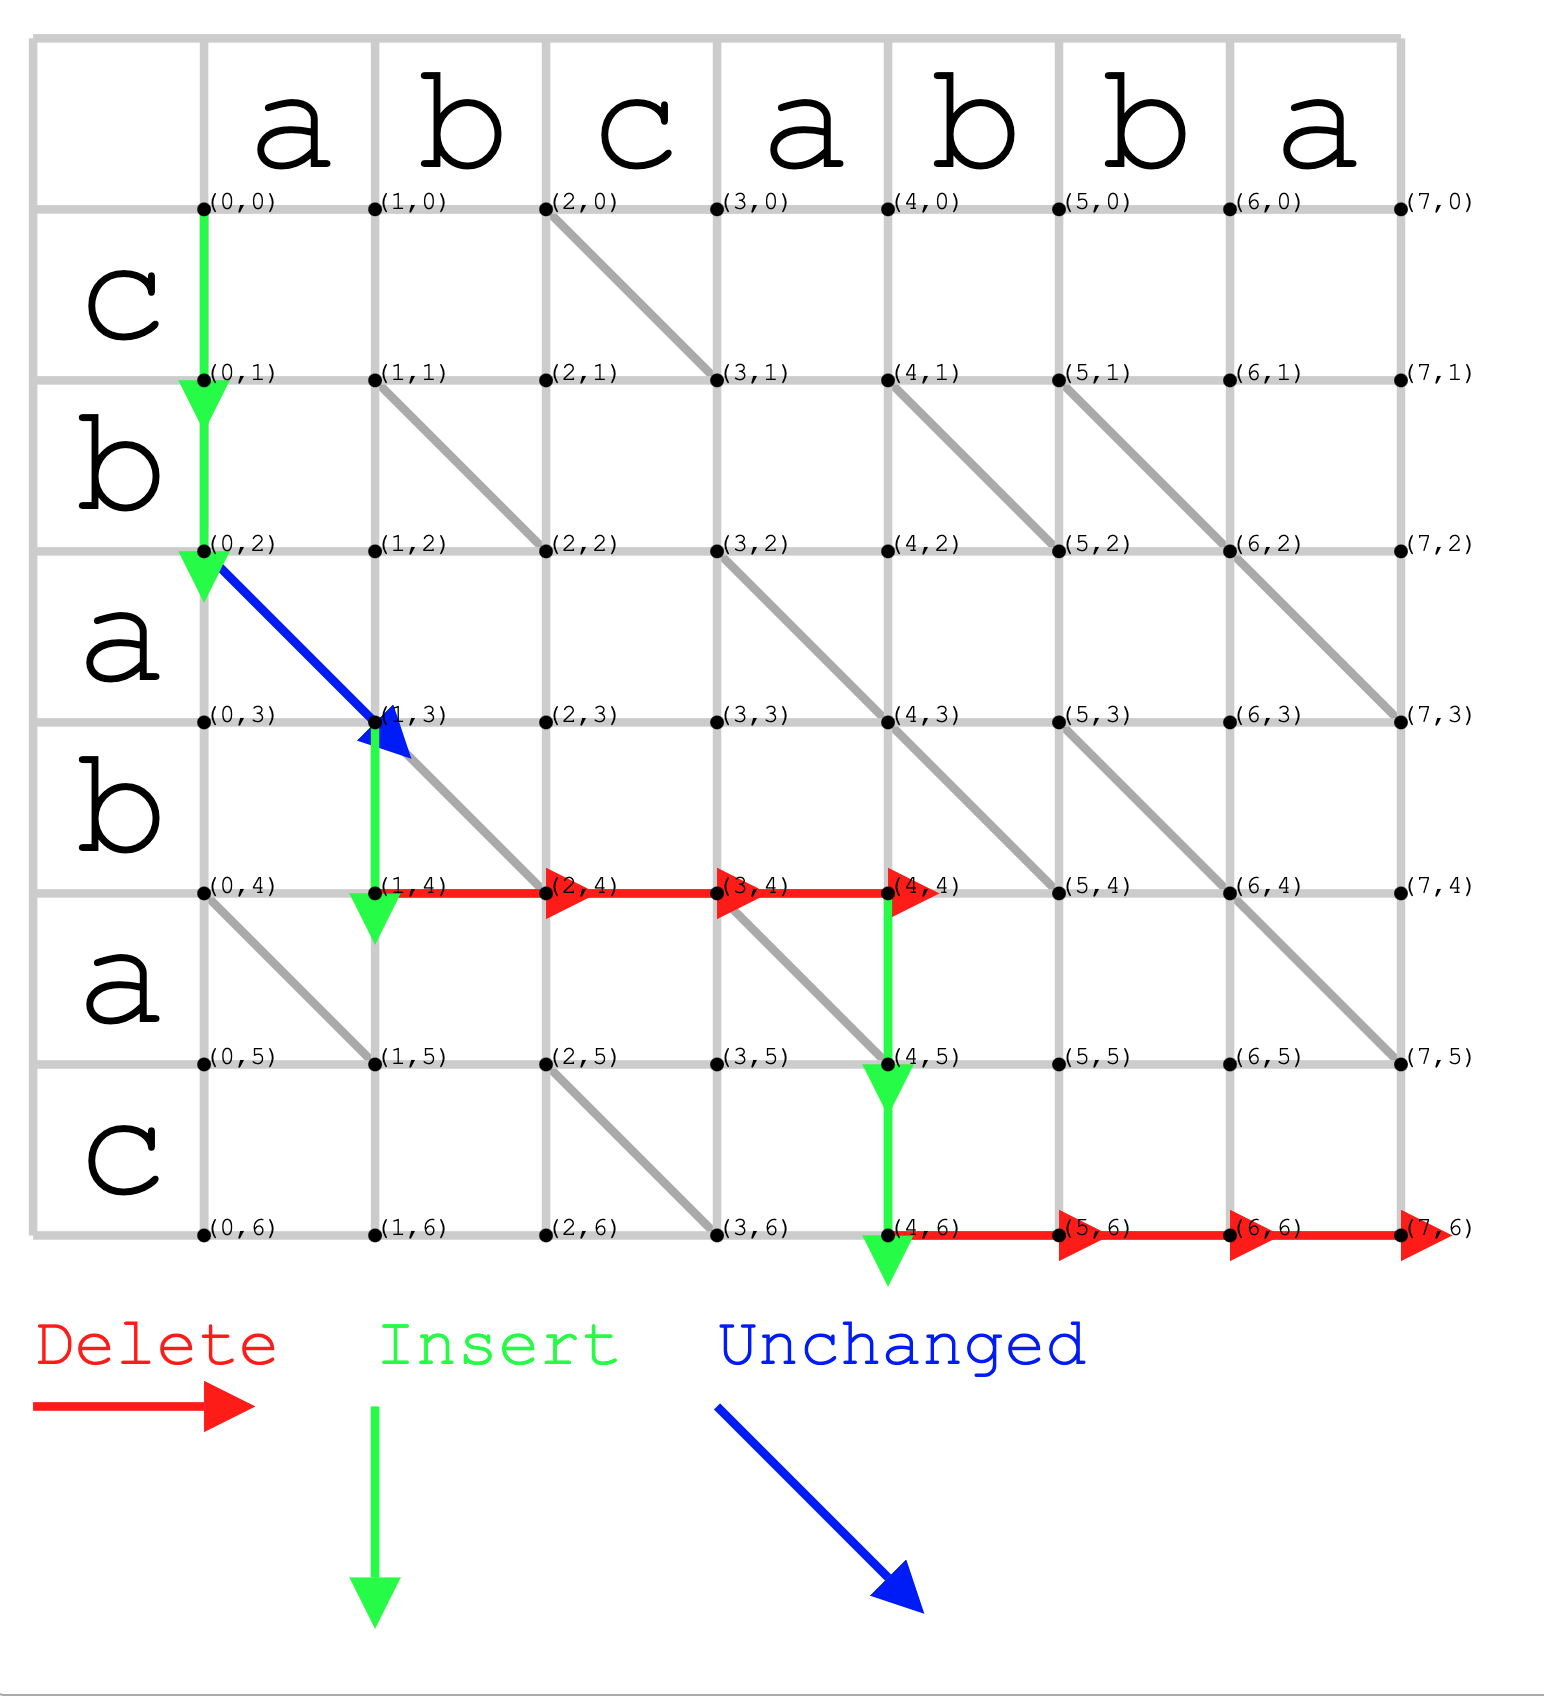 a b c a b b a
(0,0) (1,0) (2,0) (3,0) (4,0) (5,0) (6,0) (7,0)
c
(0,1) (1,1) (2,1) (3,1) (4,1) (5,1) (6,1) (7,1)
b
(0,2) (1,2) (2,2) (3,2) (4,2) (5,2) (6,2) (7,2)
a
(0,3) (1,3) (2,3) (3,3) (4,3) (5,3) (6,3) (7,3)
b
(0,4) (1,4) (2,4) (3,4) (4,4) (5,4) (6,4) (7,4)
a
(0,5) (1,5) (2,5) (3,5) (4,5) (5,5) (6,5) (7,5)
c
(0,6) (1,6) (2,6) (3,6) (4,6) (5,6) (6,6) (7,6)
Delete Insert Unchanged